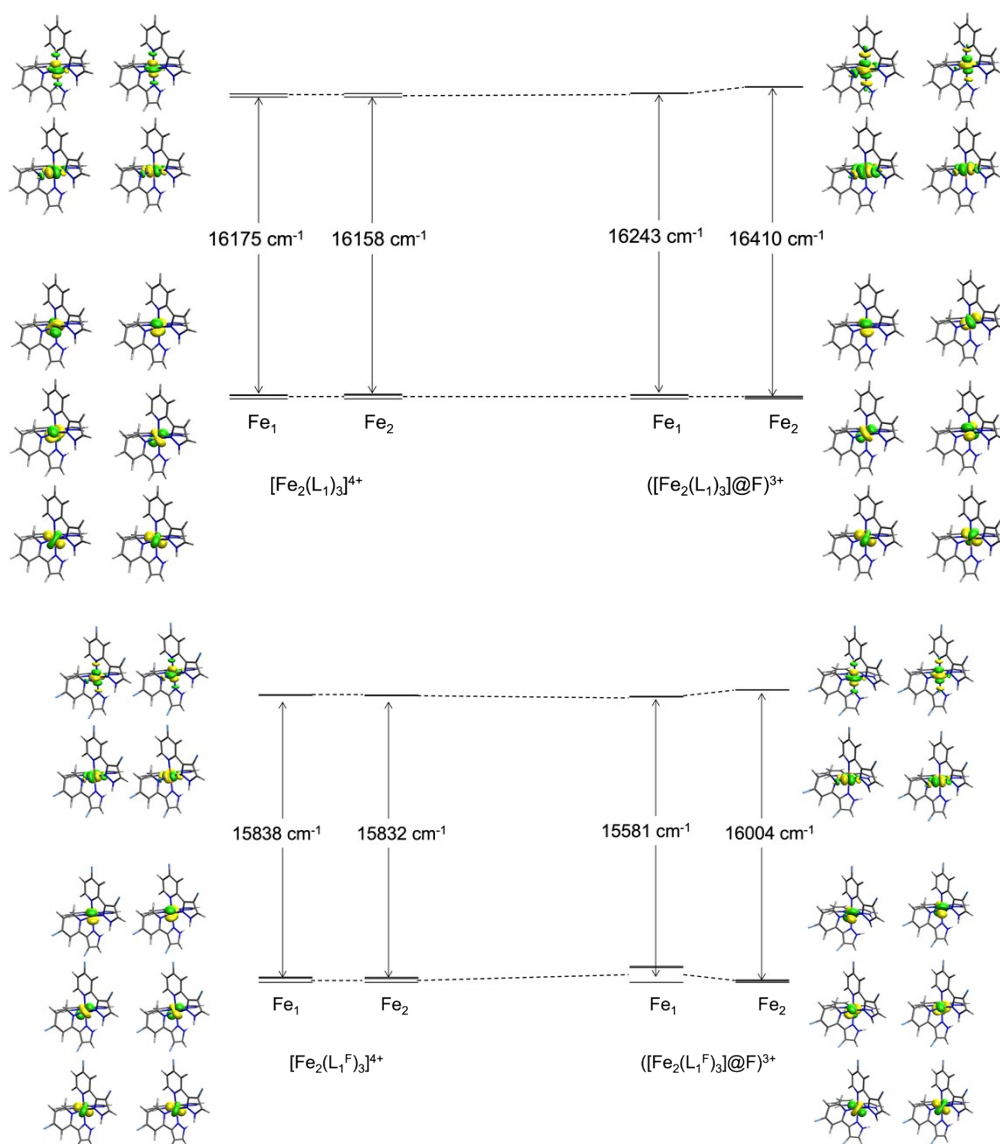 16175 cm⁻¹ 16158 cm⁻¹ 16243 cm⁻¹ 16410 cm⁻¹
Fe₁ Fe₂ Fe₁ Fe₂
[Fe₂(L₁)₃]⁴⁺ ([Fe₂(L₁)₃]@F)³⁺
15838 cm⁻¹ 15832 cm⁻¹ 15581 cm⁻¹ 16004 cm⁻¹
Fe₁ Fe₂ Fe₁ Fe₂
[Fe₂(L₁ᶠ)₃]⁴⁺ ([Fe₂(L₁ᶠ)₃]@F)³⁺